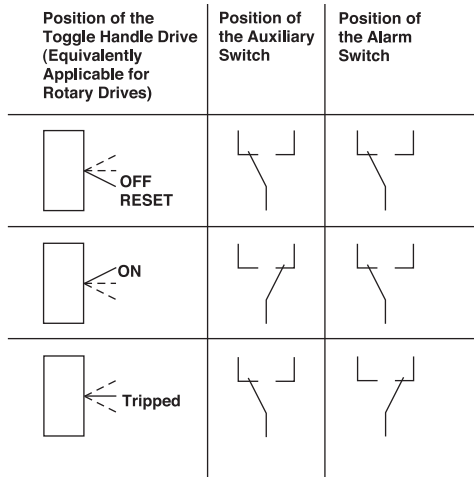 Position of the
Toggle Handle Drive
(Equivalently
Applicable for
Rotary Drives)
Position of
the Auxiliary
Switch
Position of
the Alarm
Switch
OFF
RESET
ON
Tripped